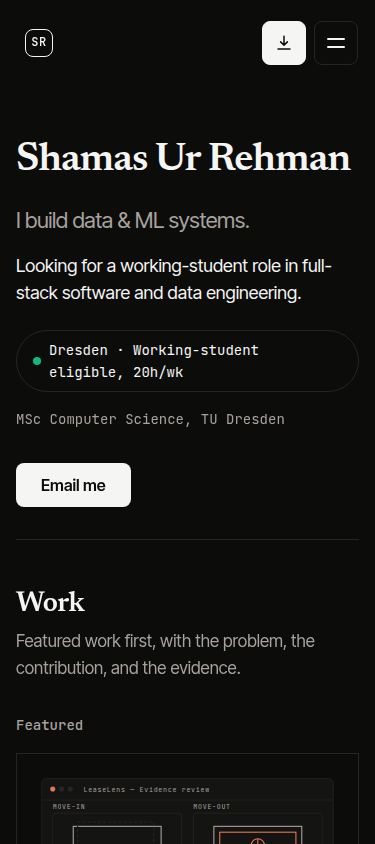 SR
Shamas Ur Rehman
I build data & ML systems.
Looking for a working-student role in full-
stack software and data engineering.
Dresden · Working-student
eligible, 20h/wk
MSc Computer Science, TU Dresden
Email me
Work
Featured work first, with the problem, the
contribution, and the evidence.
Featured
LeaseLens — Evidence review
MOVE-IN MOVE-OUT